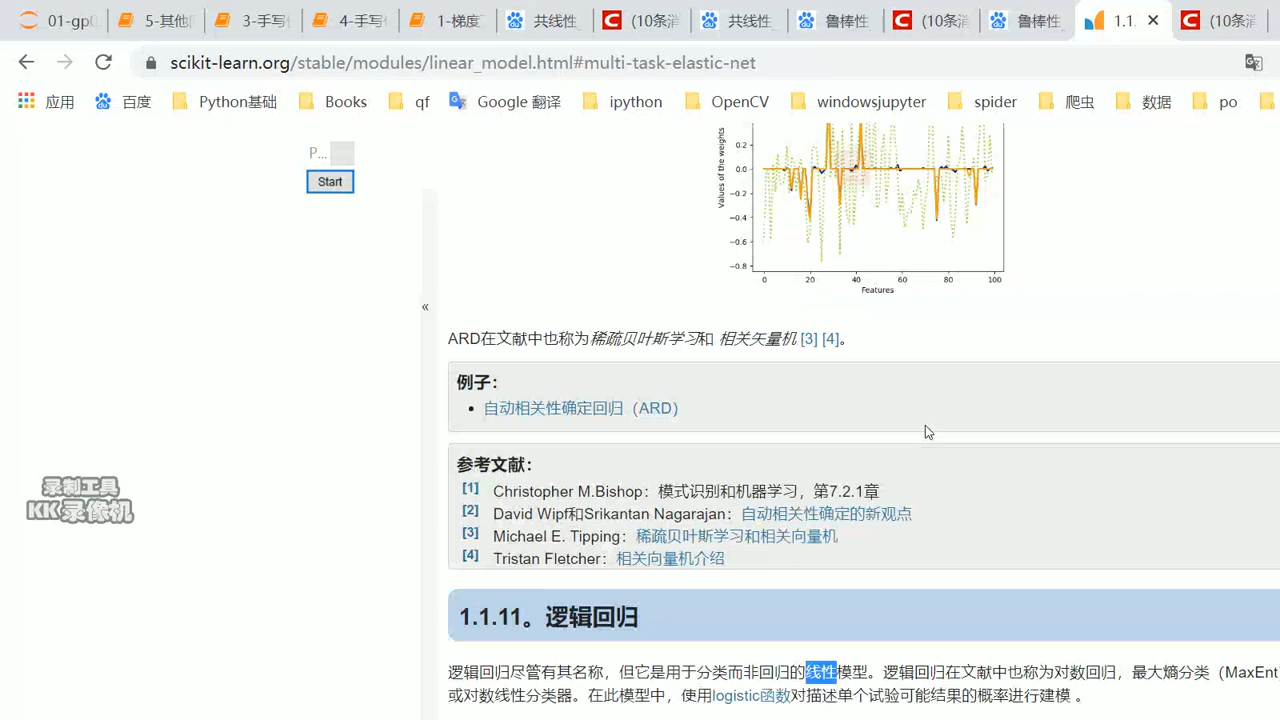 01-gp
5-其他
3-手写
4-手写
1-梯度
共线性
(10条消
共线性
鲁棒性
(10条消
鲁棒性
1.1.
(10条消
scikit-learn.org/stable/modules/linear_model.html#multi-task-elastic-net
应用 百度 Python基础 Books qf Google 翻译 ipython OpenCV windowsjupyter spider 爬虫 数据 po
P...
Start
«
Values of the weights
0.2
0.0
−0.2
−0.4
−0.6
−0.8
0 20 40 60 80 100
Features
ARD在文献中也称为稀疏贝叶斯学习和 相关矢量机 [3] [4]。
例子：
• 自动相关性确定回归（ARD）
参考文献：
[1] Christopher M.Bishop：模式识别和机器学习，第7.2.1章
[2] David Wipf和Srikantan Nagarajan：自动相关性确定的新观点
[3] Michael E. Tipping：稀疏贝叶斯学习和相关向量机
[4] Tristan Fletcher：相关向量机介绍
录制工具
KK录像机
1.1.11。逻辑回归
逻辑回归尽管有其名称，但它是用于分类而非回归的线性模型。逻辑回归在文献中也称为对数回归，最大熵分类（MaxEnt
或对数线性分类器。在此模型中，使用logistic函数对描述单个试验可能结果的概率进行建模 。